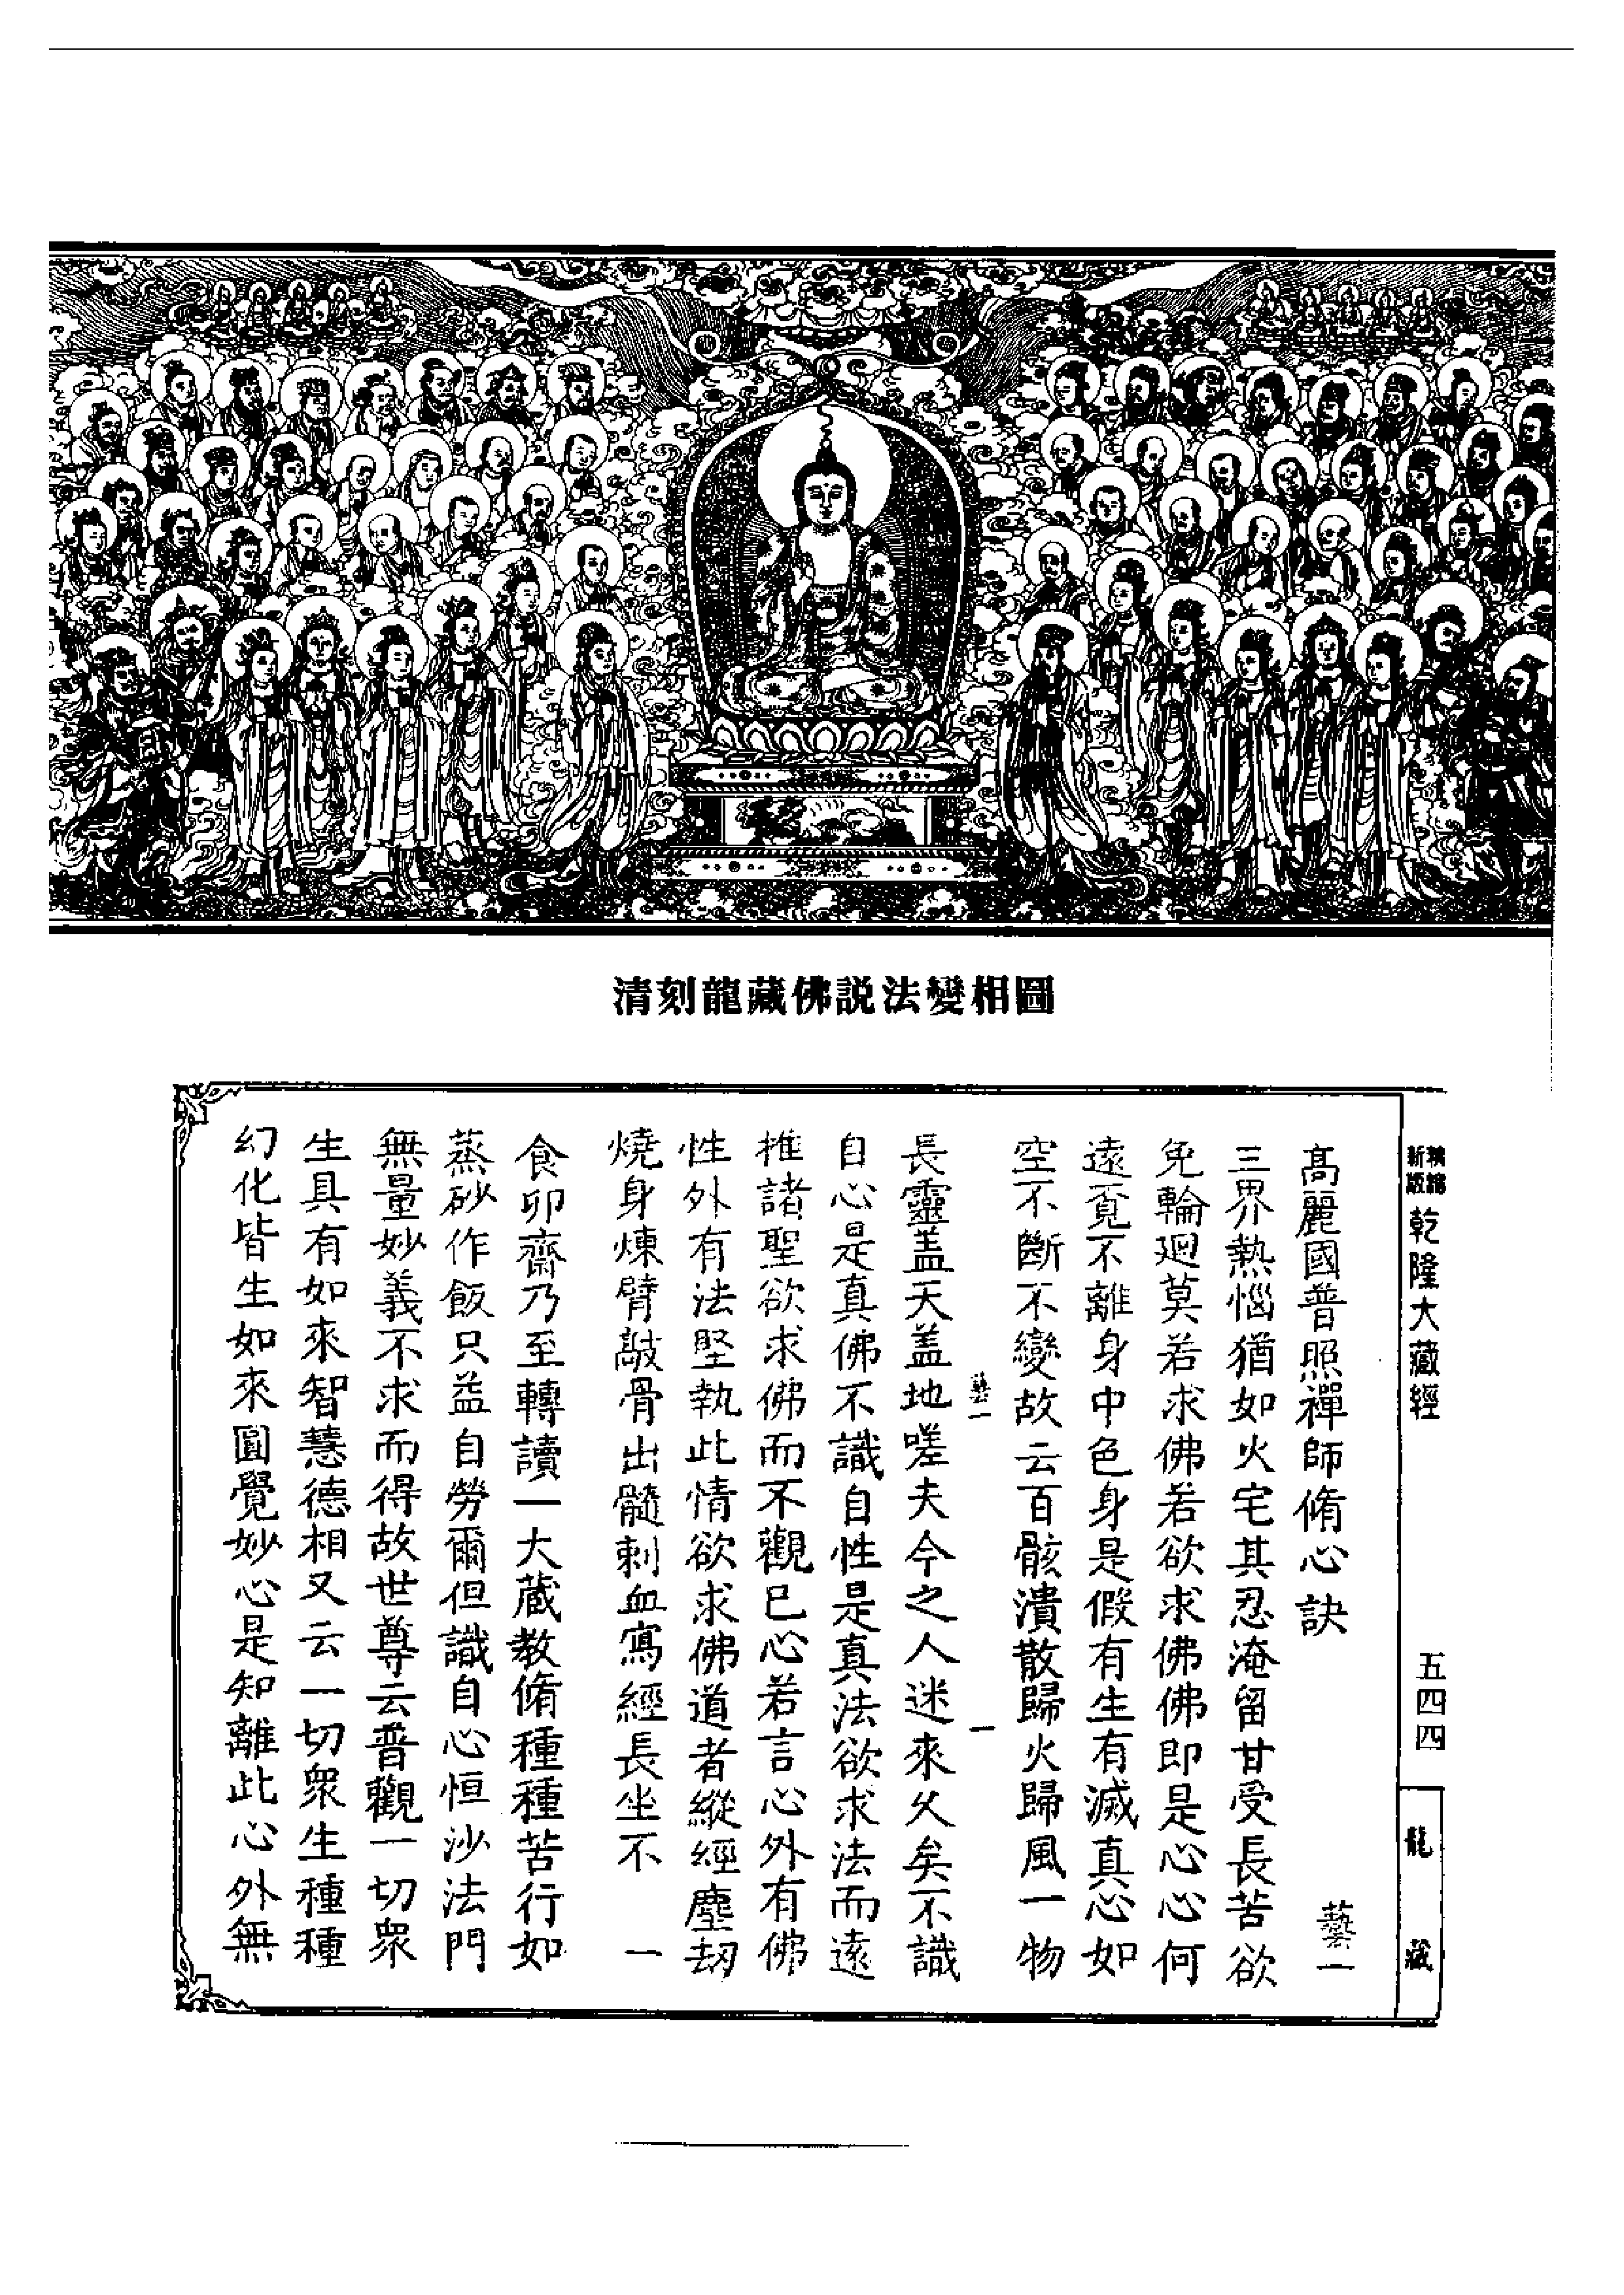 清刻龍藏佛說法變相圖
新版
精縮
乾隆大藏經
五四四
龍藏
高麗國普照禪師脩心訣
藝一
三界熱惱猶如火宅其忍淹留甘受長苦欲
免輪迴莫若求佛若欲求佛佛即是心心何
遠覔不離身中色身是假有生有滅真心如
空不斷不變故云百骸潰散歸火歸風一物
藝一
一
長靈盖天盖地嗟夫今之人迷來久矣不識
自心是真佛不識自性是真法欲求法而遠
推諸聖欲求佛而不觀已心若言心外有佛
性外有法堅執此情欲求佛道者縱經塵刧
燒身煉臂敲骨出髓刺血寫經長坐不
一
食卯齋乃至轉讀一大蔵教脩種種苦行如
蒸砂作飯只益自勞爾但識自心恒沙法門
無量妙義不求而得故世尊云普觀一切衆
生具有如來智慧德相又云一切衆生種種
幻化皆生如來圓覺妙心是知離此心外無